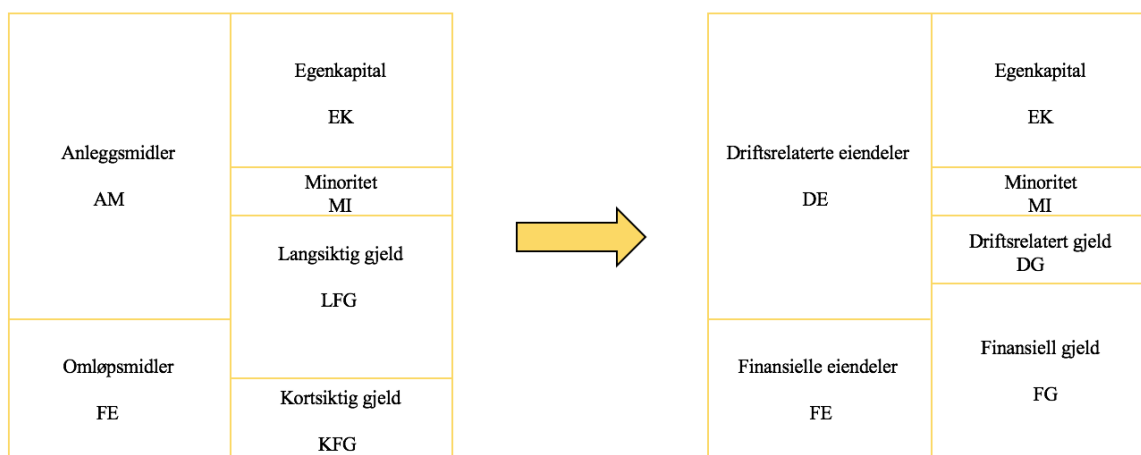 Anleggsmidler
AM
Omløpsmidler
FE
Egenkapital
EK
Minoritet
MI
Langsiktig gjeld
LFG
Kortsiktig gjeld
KFG
Driftsrelaterte eiendeler
DE
Finansielle eiendeler
FE
Egenkapital
EK
Minoritet
MI
Driftsrelatert gjeld
DG
Finansiell gjeld
FG